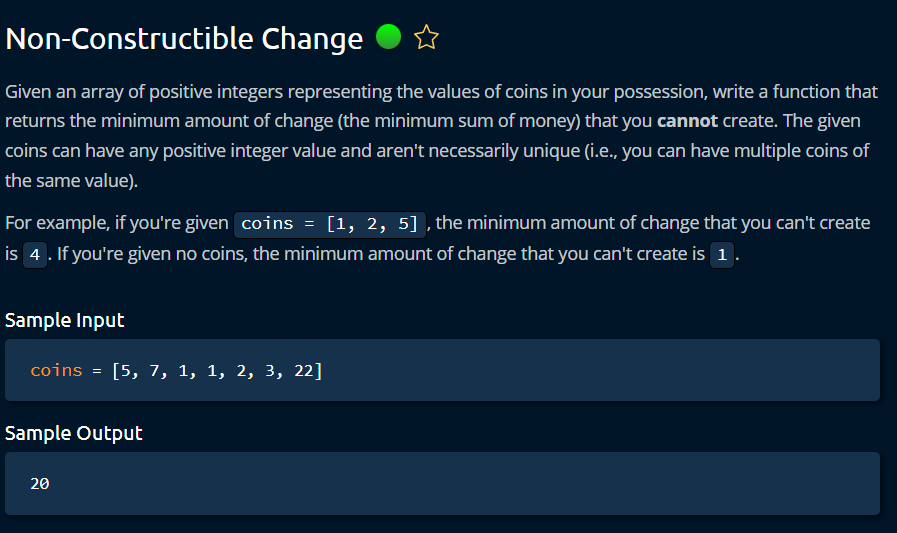 Non-Constructible Change
Given an array of positive integers representing the values of coins in your possession, write a function that
returns the minimum amount of change (the minimum sum of money) that you cannot create. The given
coins can have any positive integer value and aren't necessarily unique (i.e., you can have multiple coins of
the same value).
For example, if you're given coins = [1, 2, 5] , the minimum amount of change that you can't create
is 4 . If you're given no coins, the minimum amount of change that you can't create is 1 .
Sample Input
coins = [5, 7, 1, 1, 2, 3, 22]
Sample Output
20